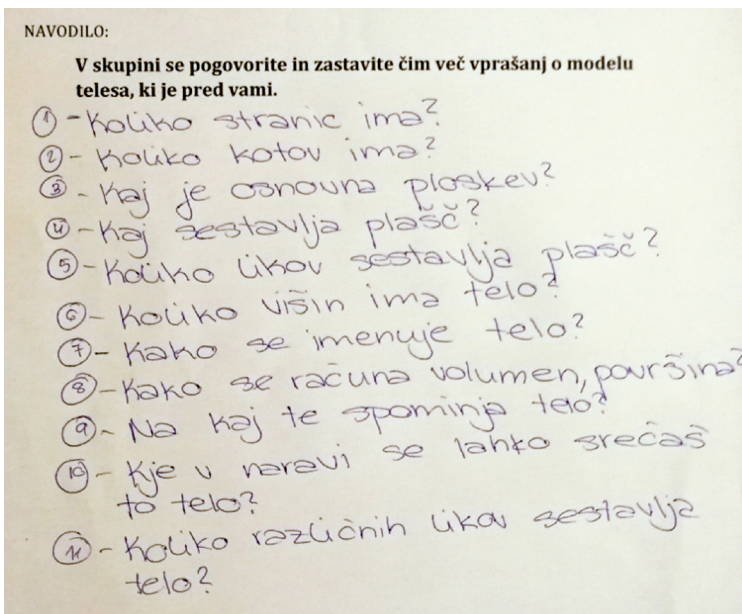 NAVODILO:
V skupini se pogovorite in zastavite čim več vprašanj o modelu
telesa, ki je pred vami.
① - Koliko stranic ima?
② - Koliko kotov ima?
③ - Kaj je osnovna ploskev?
④ - Kaj sestavlja plašč?
⑤ - Koliko likov sestavlja plašč?
⑥ - Koliko višin ima telo?
⑦ - Kako se imenuje telo?
⑧ - Kako se računa volumen, površina?
⑨ - Na kaj te spominja telo?
⑩ - Kje v naravi se lahko srečaš
to telo?
⑪ - Koliko različnih likov sestavlja
telo?